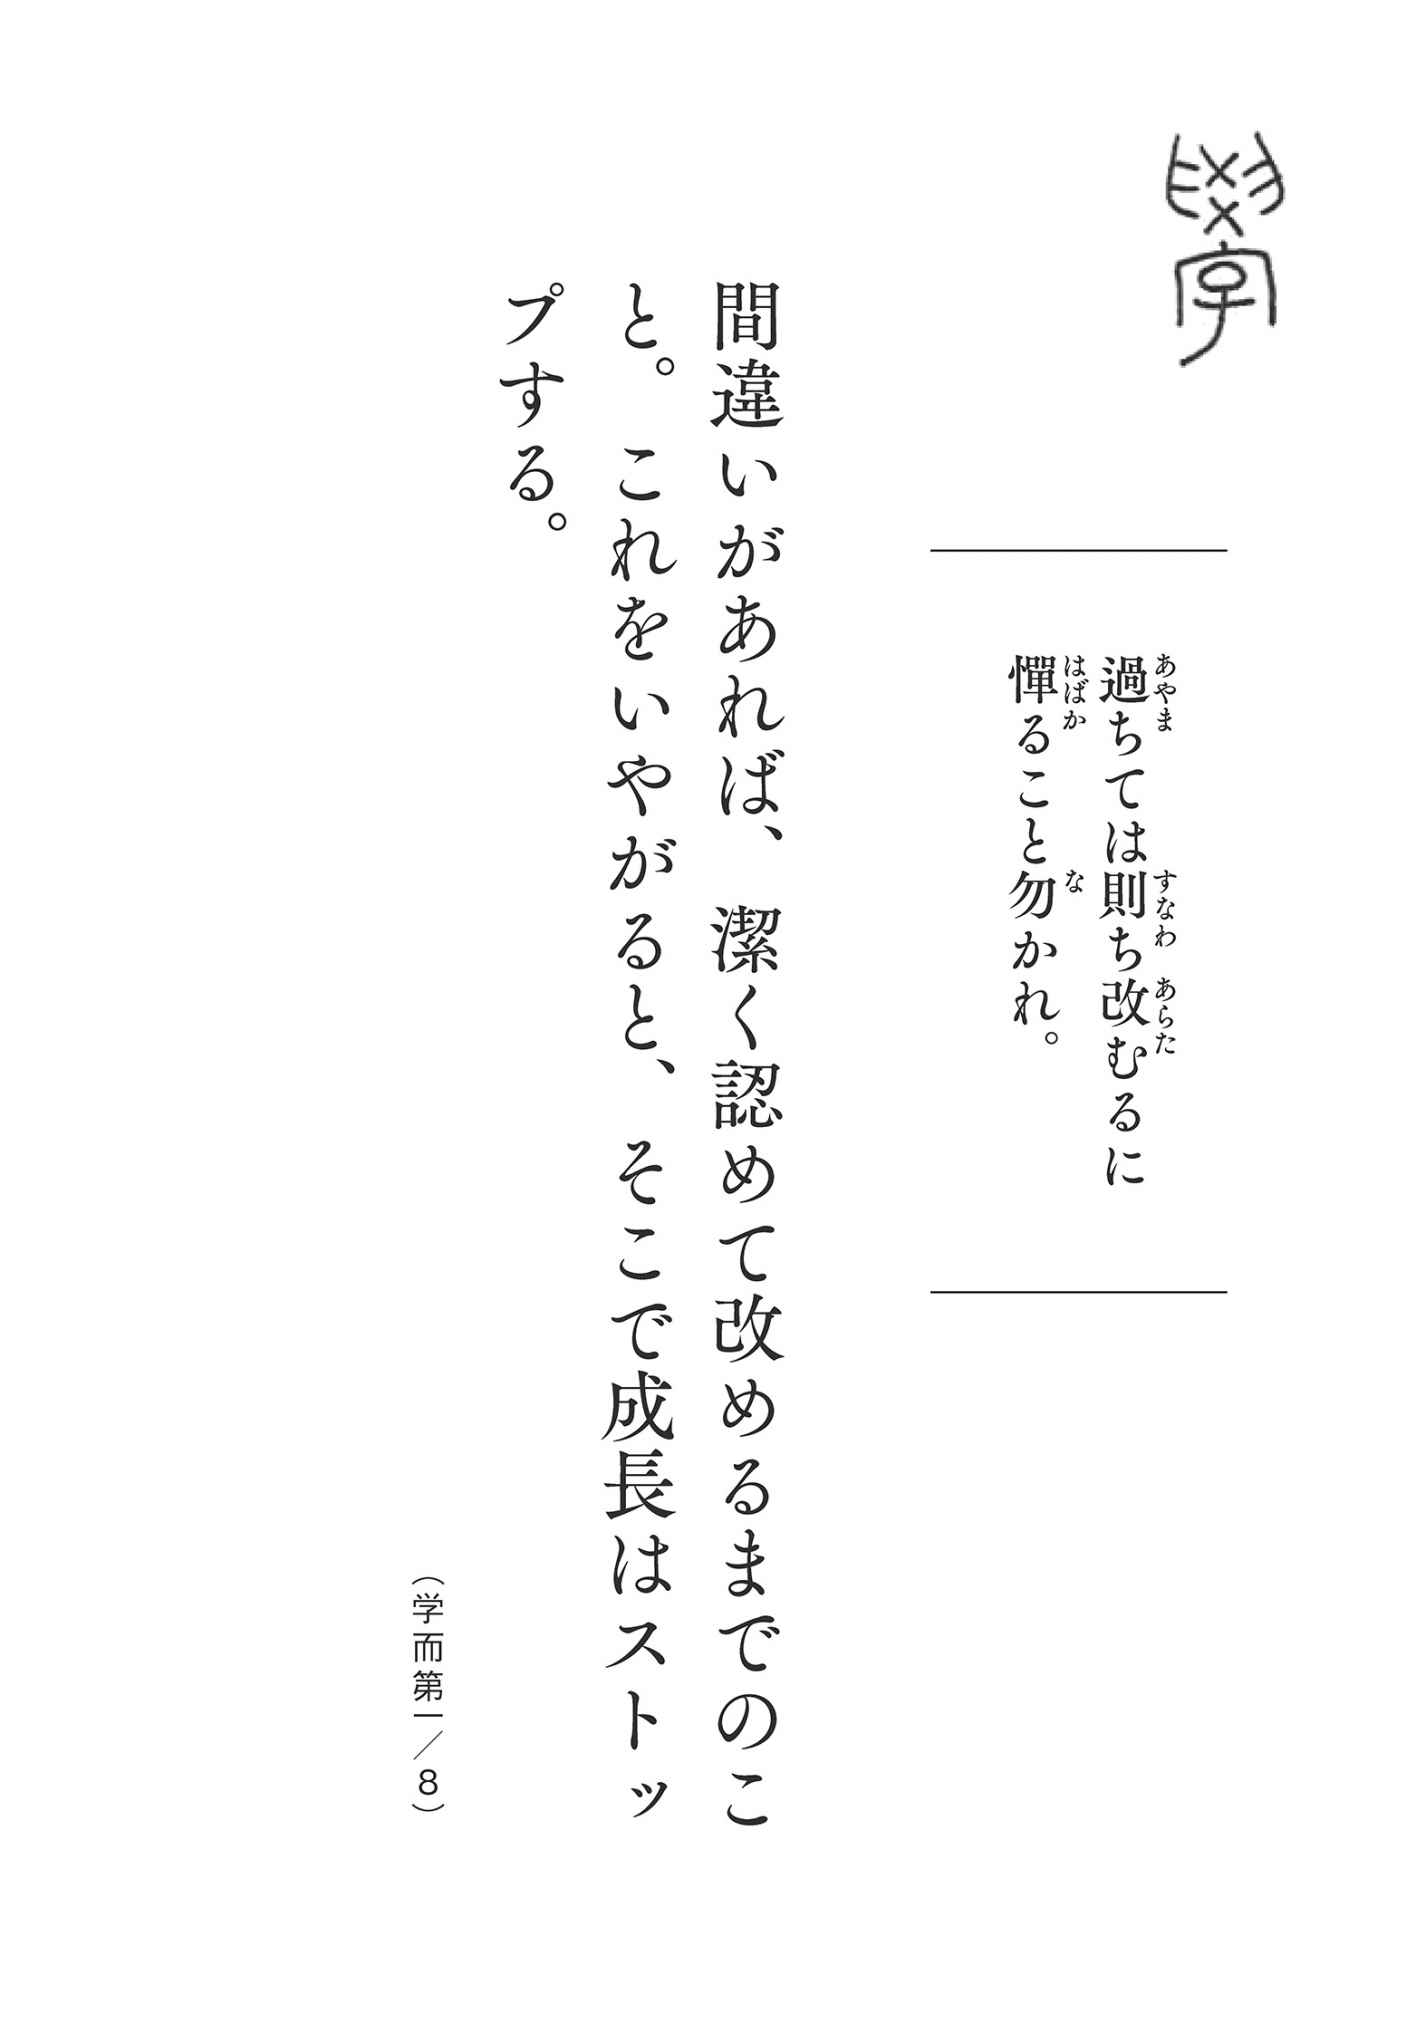 學
過ちては則ち改むるに
憚ること勿かれ。
あやま
すなわ
あらた
はばか
な
間違いがあれば、潔く認めて改めるまでのこ
と。これをいやがると、そこで成長はストッ
プする。
（学而第一／8）